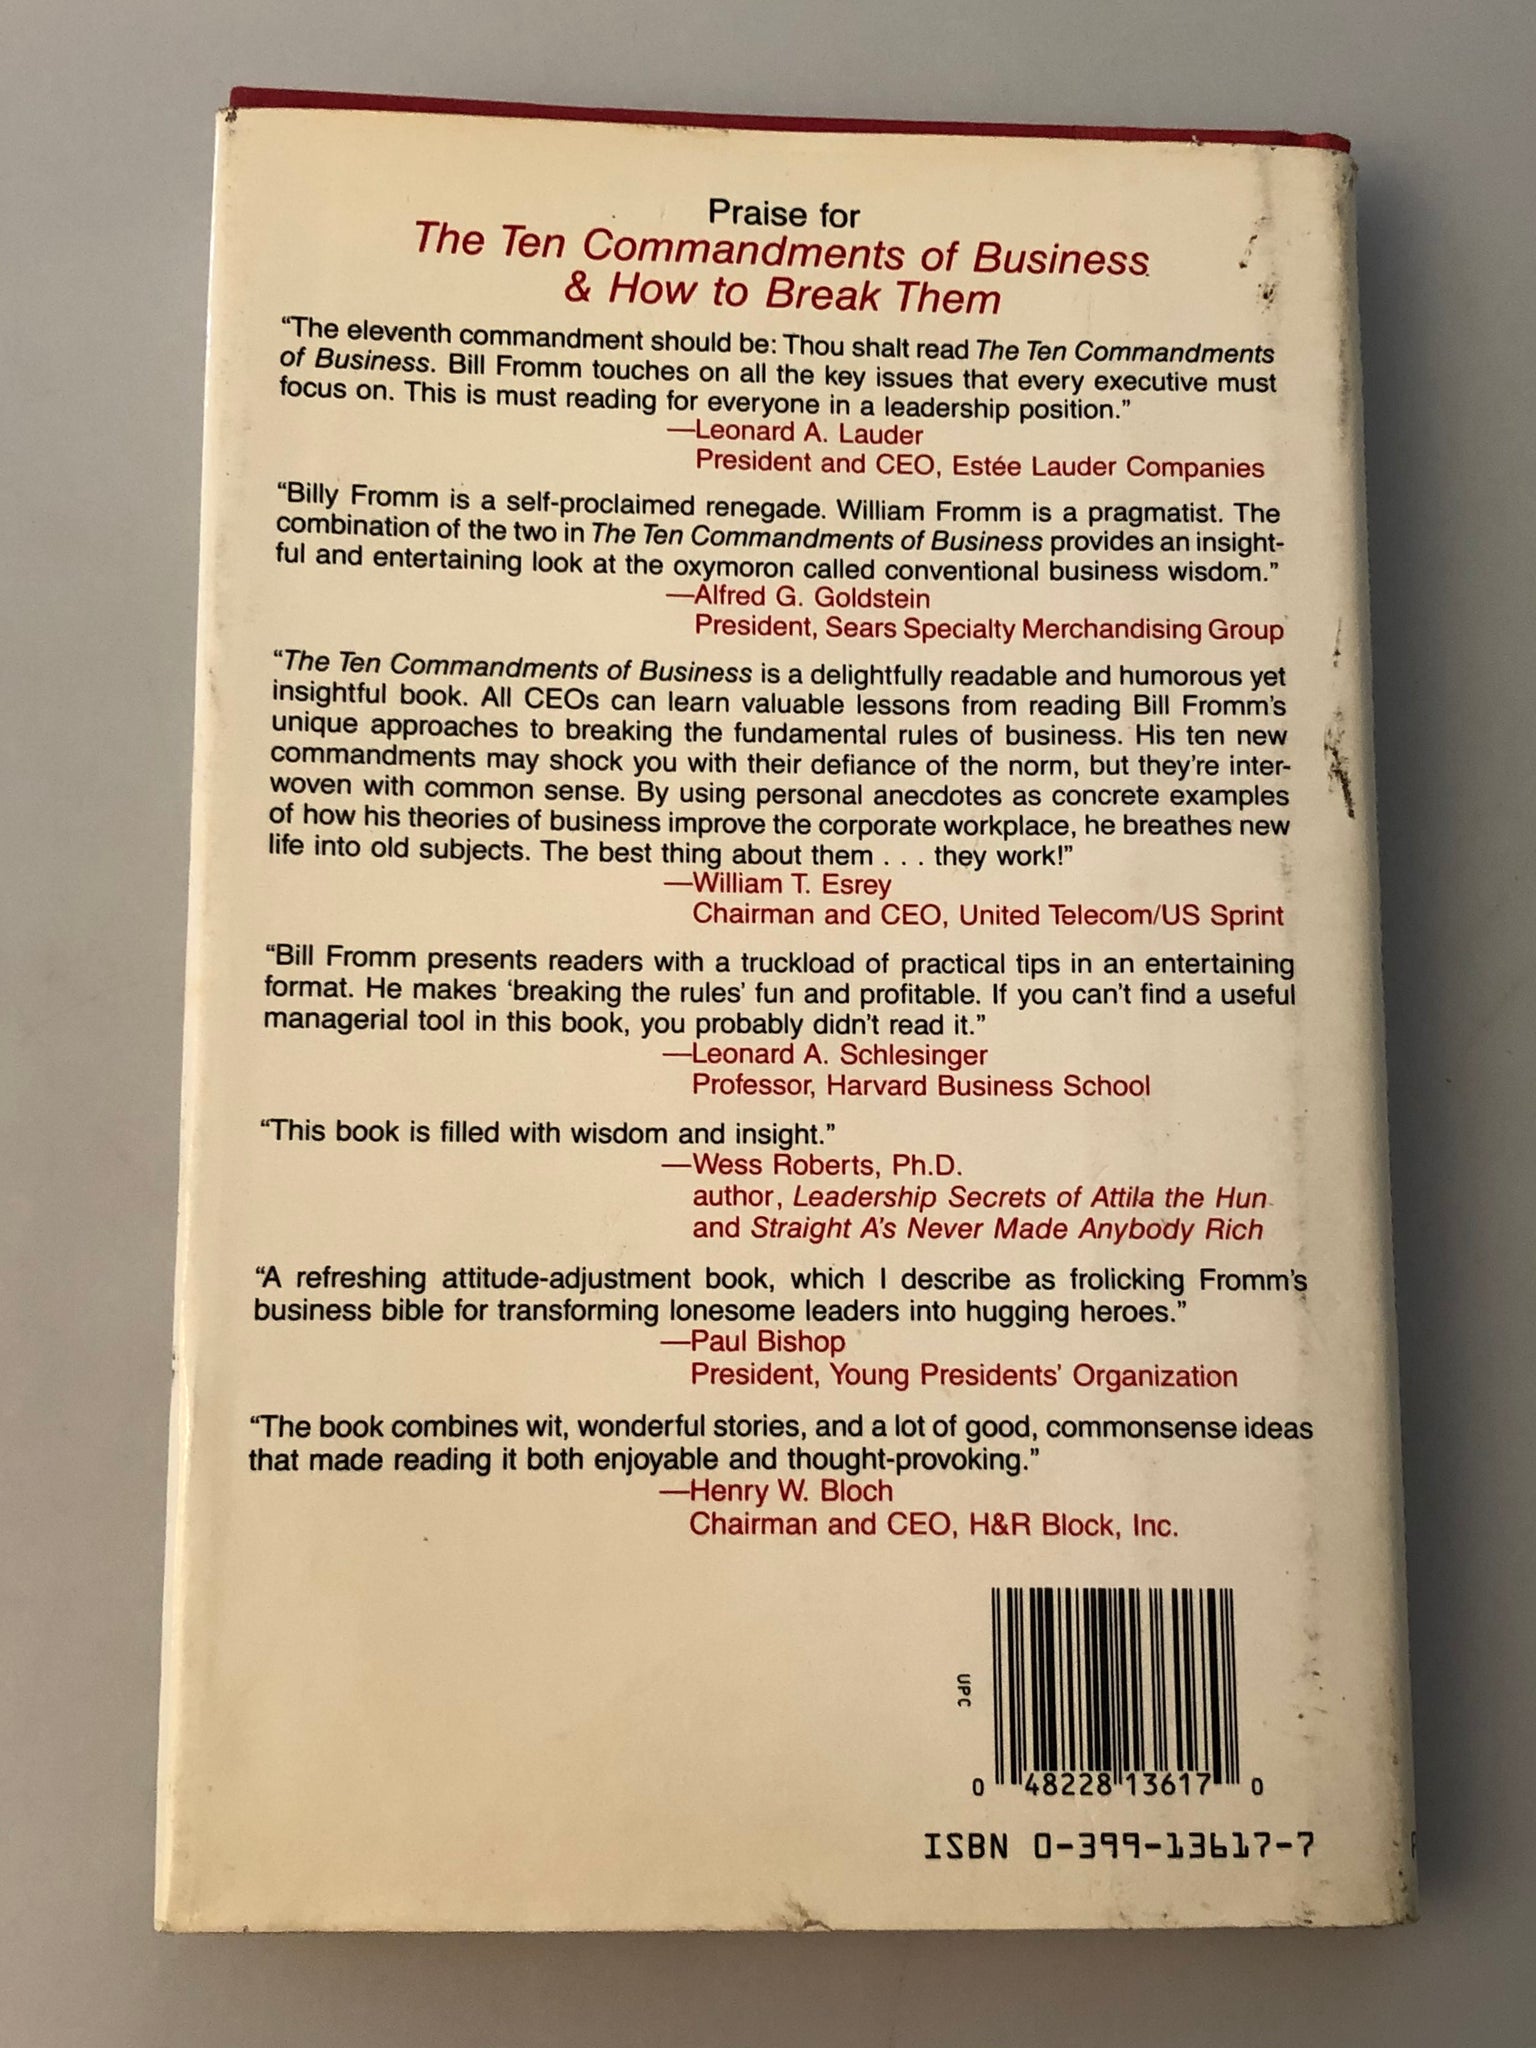 Praise for
The Ten Commandments of Business
& How to Break Them
“The eleventh commandment should be: Thou shalt read The Ten Commandments
of Business. Bill Fromm touches on all the key issues that every executive must
focus on. This is must reading for everyone in a leadership position.”
—Leonard A. Lauder
President and CEO, Estée Lauder Companies
“Billy Fromm is a self-proclaimed renegade. William Fromm is a pragmatist. The
combination of the two in The Ten Commandments of Business provides an insight-
ful and entertaining look at the oxymoron called conventional business wisdom.”
—Alfred G. Goldstein
President, Sears Specialty Merchandising Group
“The Ten Commandments of Business is a delightfully readable and humorous yet
insightful book. All CEOs can learn valuable lessons from reading Bill Fromm’s
unique approaches to breaking the fundamental rules of business. His ten new
commandments may shock you with their defiance of the norm, but they’re inter-
woven with common sense. By using personal anecdotes as concrete examples
of how his theories of business improve the corporate workplace, he breathes new
life into old subjects. The best thing about them . . . they work!”
—William T. Esrey
Chairman and CEO, United Telecom/US Sprint
“Bill Fromm presents readers with a truckload of practical tips in an entertaining
format. He makes ‘breaking the rules’ fun and profitable. If you can’t find a useful
managerial tool in this book, you probably didn’t read it.”
—Leonard A. Schlesinger
Professor, Harvard Business School
“This book is filled with wisdom and insight.”
—Wess Roberts, Ph.D.
author, Leadership Secrets of Attila the Hun
and Straight A’s Never Made Anybody Rich
“A refreshing attitude-adjustment book, which I describe as frolicking Fromm’s
business bible for transforming lonesome leaders into hugging heroes.”
—Paul Bishop
President, Young Presidents’ Organization
“The book combines wit, wonderful stories, and a lot of good, commonsense ideas
that made reading it both enjoyable and thought-provoking.”
—Henry W. Bloch
Chairman and CEO, H&R Block, Inc.
UPC
0 48228 13617 0
ISBN 0-399-13617-7